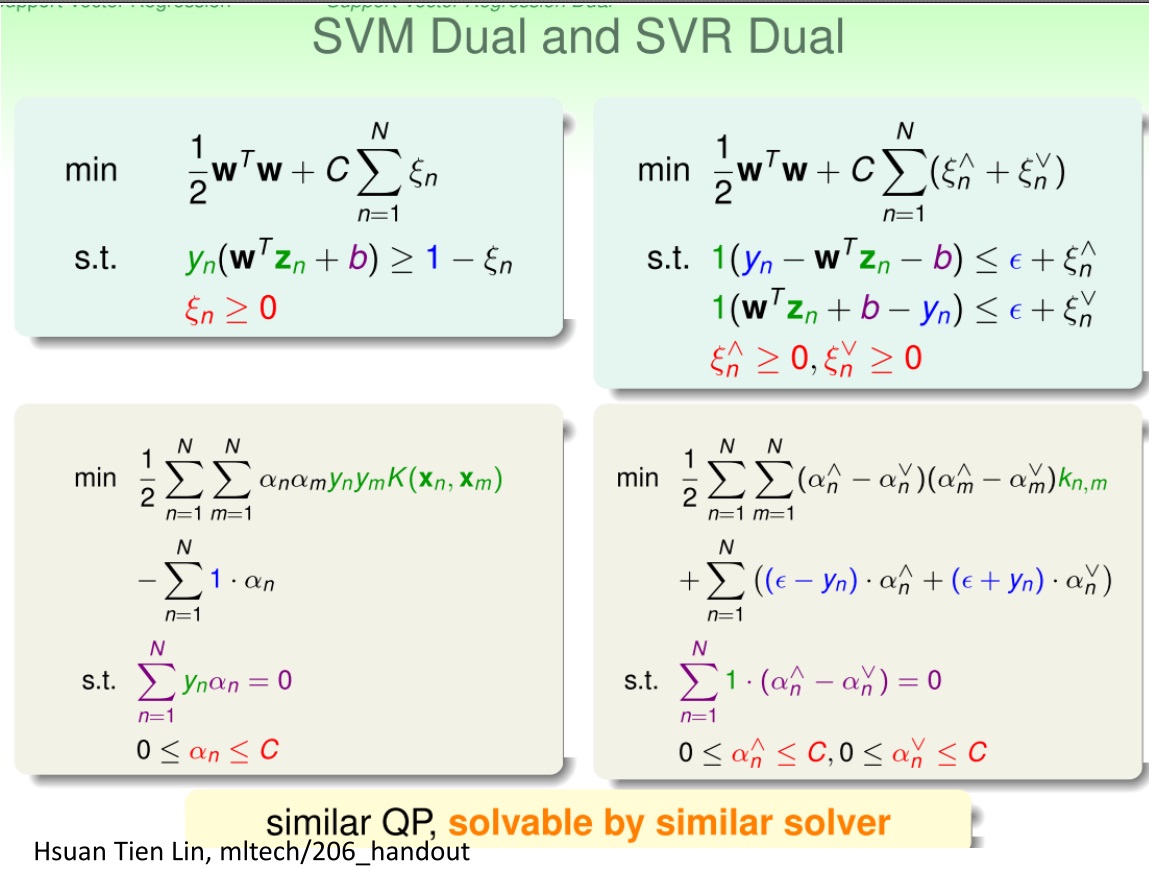 Support Vector Regression Support Vector Regression Dual
SVM Dual and SVR Dual
min $\frac{1}{2}\mathbf{w}^T\mathbf{w} + C\sum_{n=1}^{N} \xi_n$
s.t. $y_n(\mathbf{w}^T\mathbf{z}_n + b) \geq 1 - \xi_n$
$\xi_n \geq 0$
min $\frac{1}{2}\mathbf{w}^T\mathbf{w} + C\sum_{n=1}^{N} (\xi_n^{\wedge} + \xi_n^{\vee})$
s.t. $1(y_n - \mathbf{w}^T\mathbf{z}_n - b) \leq \epsilon + \xi_n^{\wedge}$
$1(\mathbf{w}^T\mathbf{z}_n + b - y_n) \leq \epsilon + \xi_n^{\vee}$
$\xi_n^{\wedge} \geq 0, \xi_n^{\vee} \geq 0$
min $\frac{1}{2}\sum_{n=1}^{N}\sum_{m=1}^{N} \alpha_n\alpha_m y_n y_m K(\mathbf{x}_n, \mathbf{x}_m)$
$-\sum_{n=1}^{N} 1 \cdot \alpha_n$
s.t. $\sum_{n=1}^{N} y_n\alpha_n = 0$
$0 \leq \alpha_n \leq C$
min $\frac{1}{2}\sum_{n=1}^{N}\sum_{m=1}^{N} (\alpha_n^{\wedge} - \alpha_n^{\vee})(\alpha_m^{\wedge} - \alpha_m^{\vee})k_{n,m}$
$+\sum_{n=1}^{N} ((\epsilon - y_n) \cdot \alpha_n^{\wedge} + (\epsilon + y_n) \cdot \alpha_n^{\vee})$
s.t. $\sum_{n=1}^{N} 1 \cdot (\alpha_n^{\wedge} - \alpha_n^{\vee}) = 0$
$0 \leq \alpha_n^{\wedge} \leq C, 0 \leq \alpha_n^{\vee} \leq C$
similar QP, solvable by similar solver
Hsuan Tien Lin, mltech/206_handout